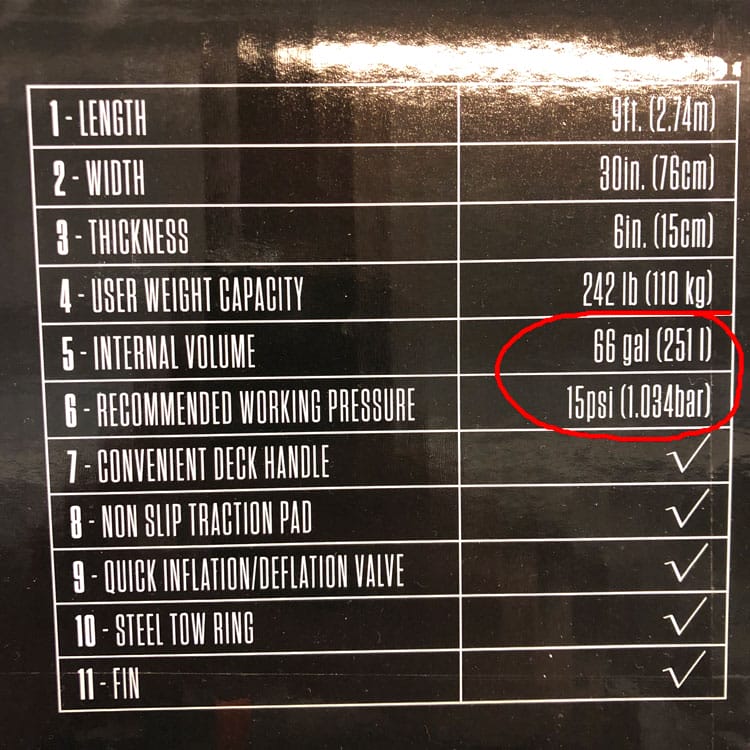 1 - LENGTH 9ft. (2.74m)
2 - WIDTH 30in. (76cm)
3 - THICKNESS 6in. (15cm)
4 - USER WEIGHT CAPACITY 242 lb (110 kg)
5 - INTERNAL VOLUME 66 gal (251 l)
6 - RECOMMENDED WORKING PRESSURE 15psi (1.034bar)
7 - CONVENIENT DECK HANDLE √
8 - NON SLIP TRACTION PAD √
9 - QUICK INFLATION/DEFLATION VALVE √
10 - STEEL TOW RING √
11 - FIN √